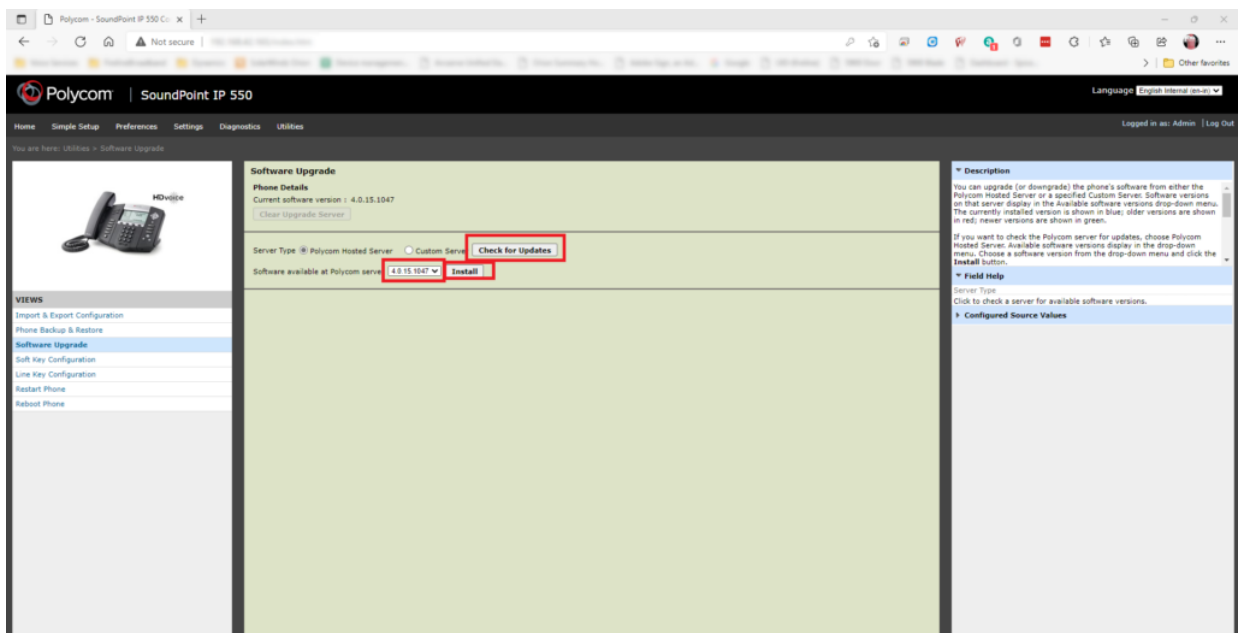 Polycom - SoundPoint IP 550 Co
Not secure
Other favorites
Polycom | SoundPoint IP 550
Language English Internal (en-in)
Home Simple Setup Preferences Settings Diagnostics Utilities
Logged in as: Admin | Log Out
You are here: Utilities > Software Upgrade
HDvoice
VIEWS
Import & Export Configuration
Phone Backup & Restore
Software Upgrade
Soft Key Configuration
Line Key Configuration
Restart Phone
Reboot Phone
Software Upgrade
Phone Details
Current software version : 4.0.15.1047
Clear Upgrade Server
Server Type Polycom Hosted Server Custom Serve Check for Updates
Software available at Polycom serve 4.0.15.1047 Install
Description
You can upgrade (or downgrade) the phone's software from either the
Polycom Hosted Server or a specified Custom Server. Software versions
on that server display in the Available software versions drop-down menu.
The currently installed version is shown in blue; older versions are shown
in red; newer versions are shown in green.
If you want to check the Polycom server for updates, choose Polycom
Hosted Server. Available software versions display in the drop-down
menu. Choose a software version from the drop-down menu and click the
Install button.
Field Help
Server Type
Click to check a server for available software versions.
Configured Source Values